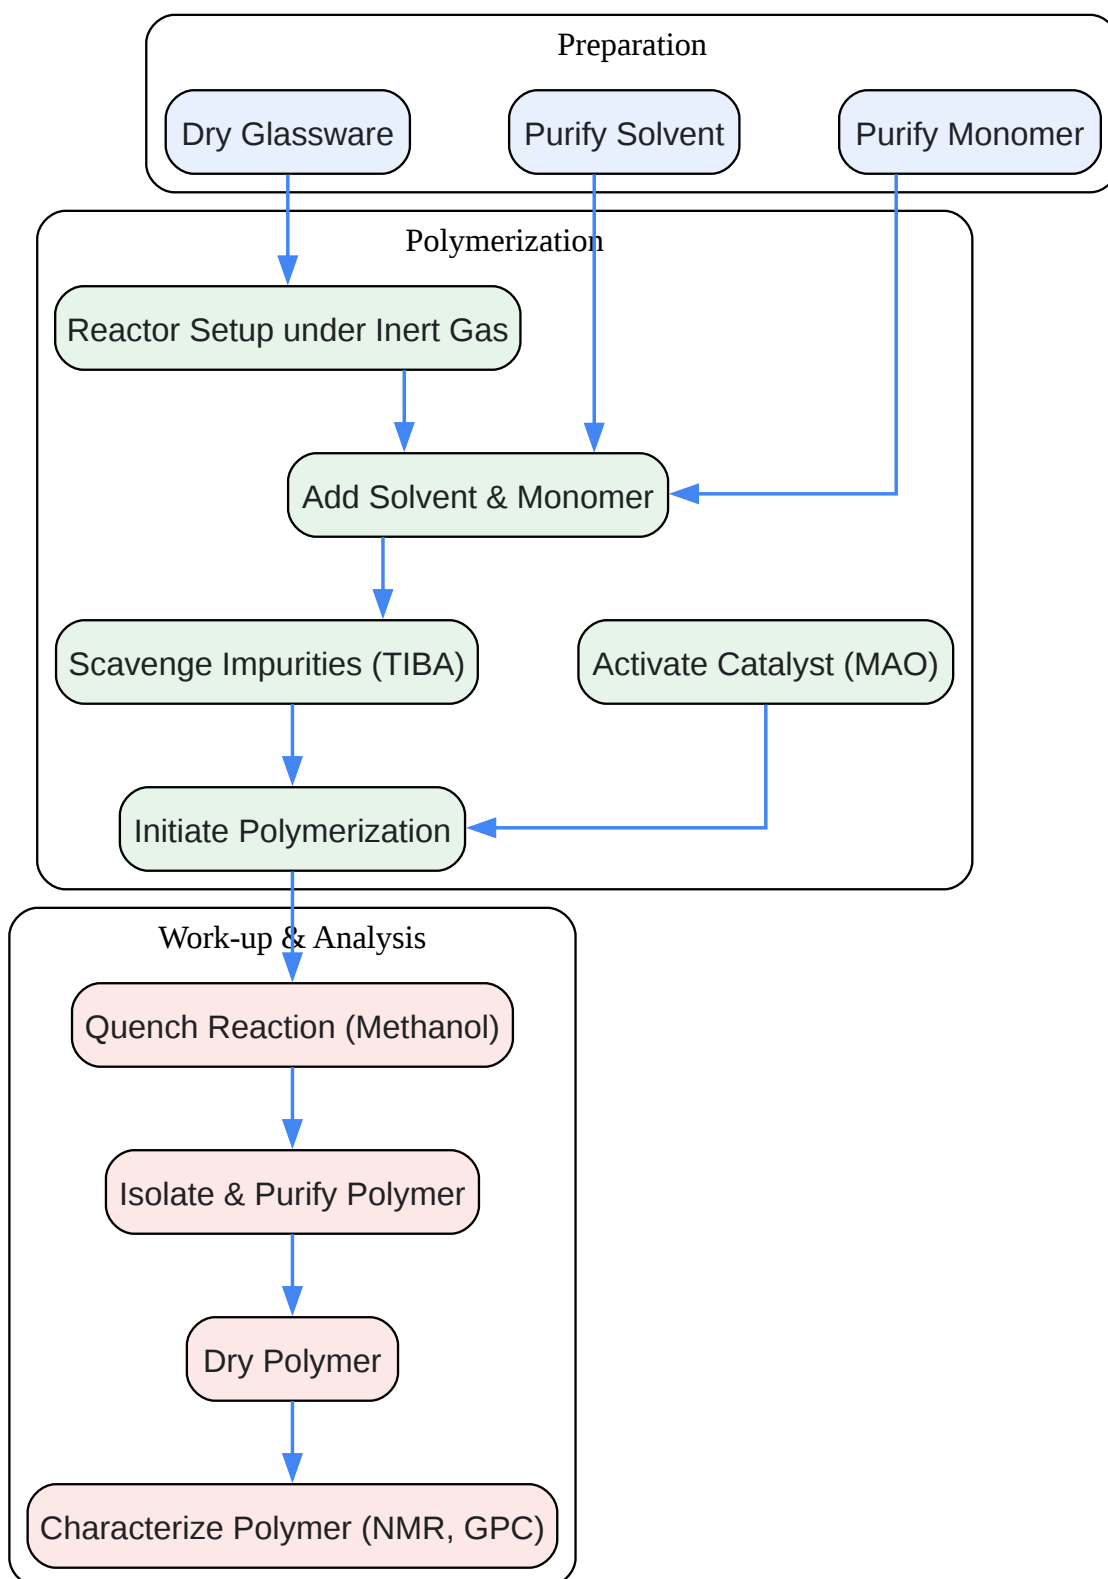 Preparation
Dry Glassware
Purify Solvent
Purify Monomer
Polymerization
Reactor Setup under Inert Gas
Add Solvent & Monomer
Scavenge Impurities (TIBA)
Activate Catalyst (MAO)
Initiate Polymerization
Work-up & Analysis
Quench Reaction (Methanol)
Isolate & Purify Polymer
Dry Polymer
Characterize Polymer (NMR, GPC)